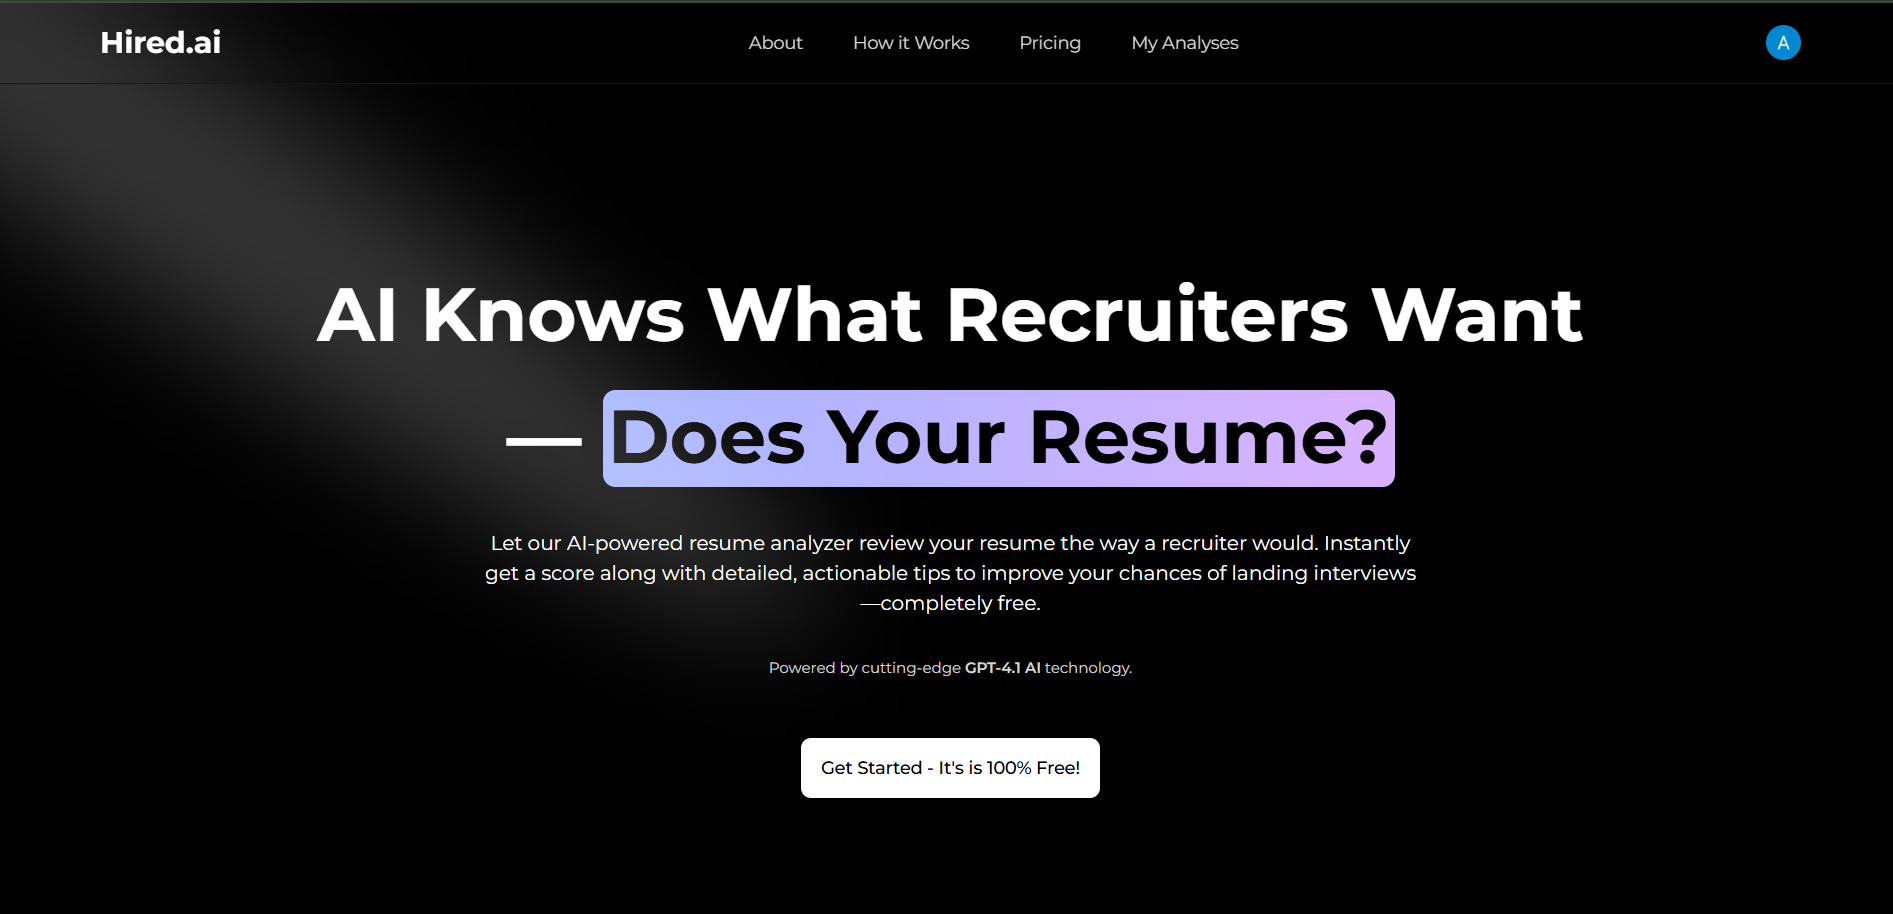 Hired.ai
About
How it Works
Pricing
My Analyses
A
AI Knows What Recruiters Want
— Does Your Resume?
Let our AI-powered resume analyzer review your resume the way a recruiter would. Instantly
get a score along with detailed, actionable tips to improve your chances of landing interviews
—completely free.
Powered by cutting-edge GPT-4.1 AI technology.
Get Started - It's is 100% Free!